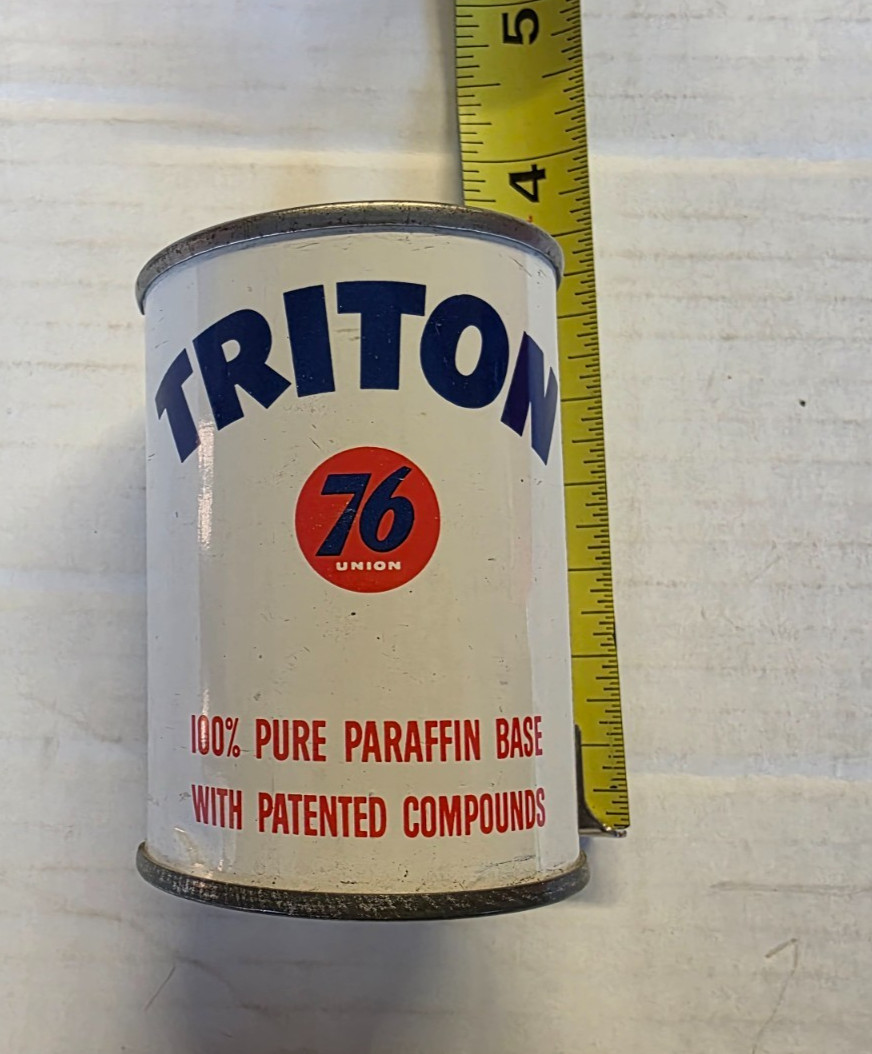 5
4
TRITON
76
UNION
100% PURE PARAFFIN BASE
WITH PATENTED COMPOUNDS